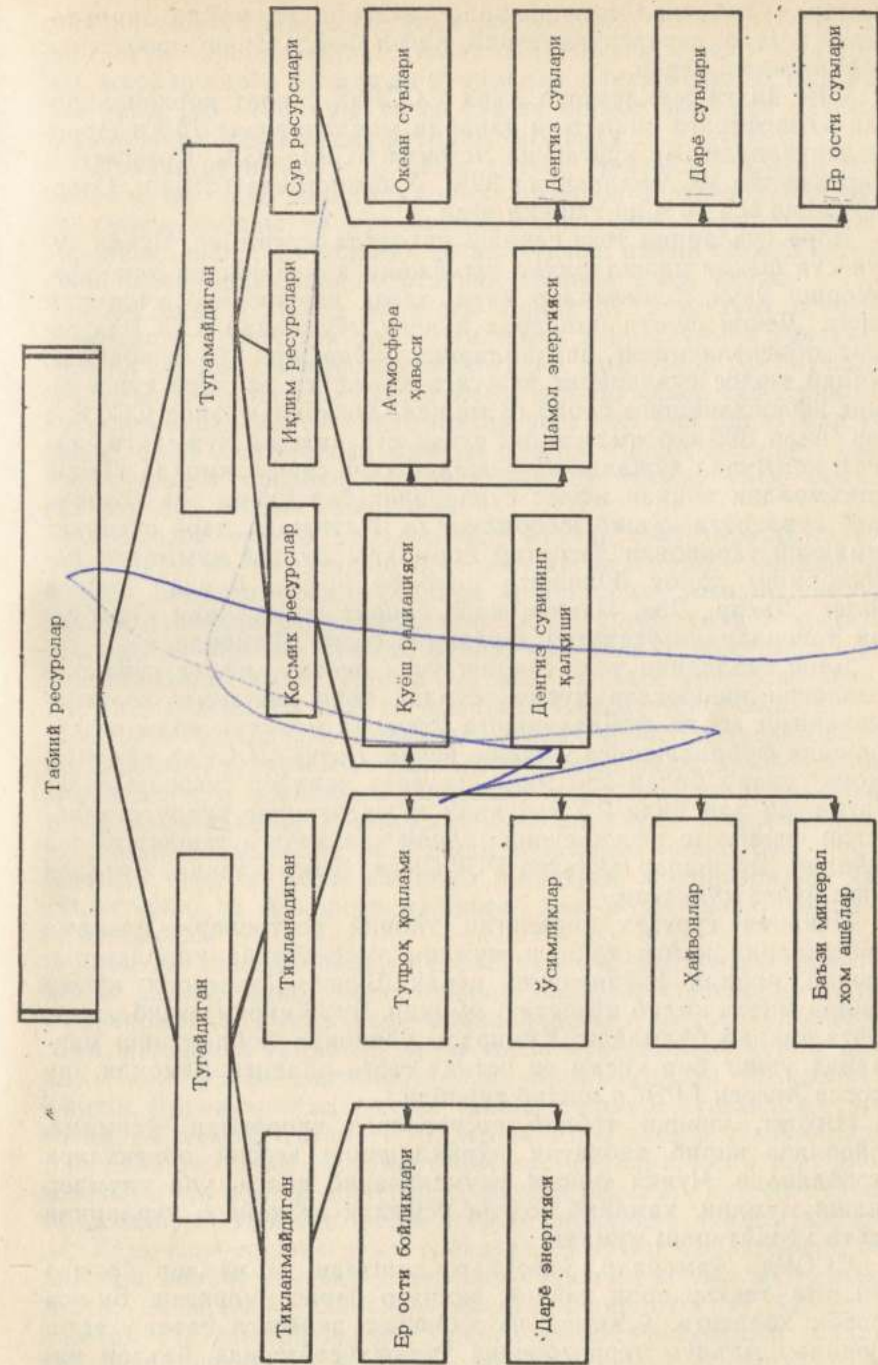 Табиий ресурслар
Тугайдиган
Тугамайдиган
Тикланмайдиган
Тикланадиган
Космик ресурслар
Иқлим ресурслари
Сув ресурслари
Ер ости бойликлари
Тупроқ қоплами
Қуёш радиацияси
Атмосфера
ҳавоси
Океан сувлари
Дарё энергияси
Ўсимликлар
Денгиз сувининг
қалқиши
Шамол энергияси
Денгиз сувлари
Ҳайвонлар
Дарё сувлари
Баъзи минерал
хом ашёлар
Ер ости сувлари